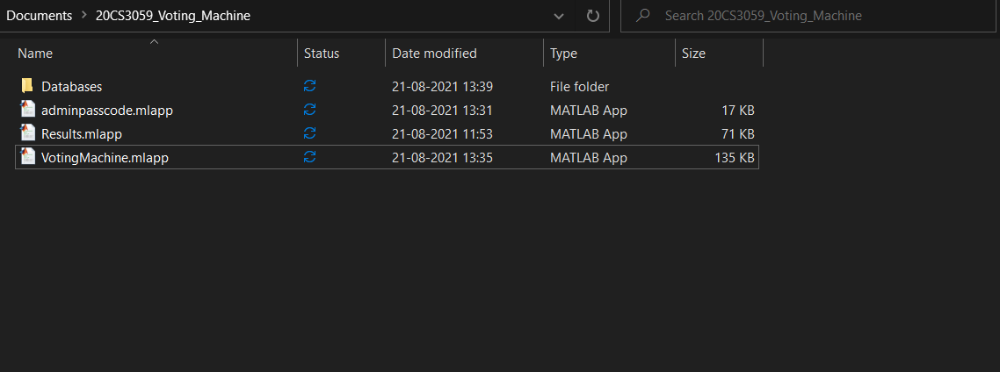 Documents > 20CS3059_Voting_Machine Search 20CS3059_Voting_Machine
Name Status Date modified Type Size
Databases 21-08-2021 13:39 File folder
adminpasscode.mlapp 21-08-2021 13:31 MATLAB App 17 KB
Results.mlapp 21-08-2021 11:53 MATLAB App 71 KB
VotingMachine.mlapp 21-08-2021 13:35 MATLAB App 135 KB